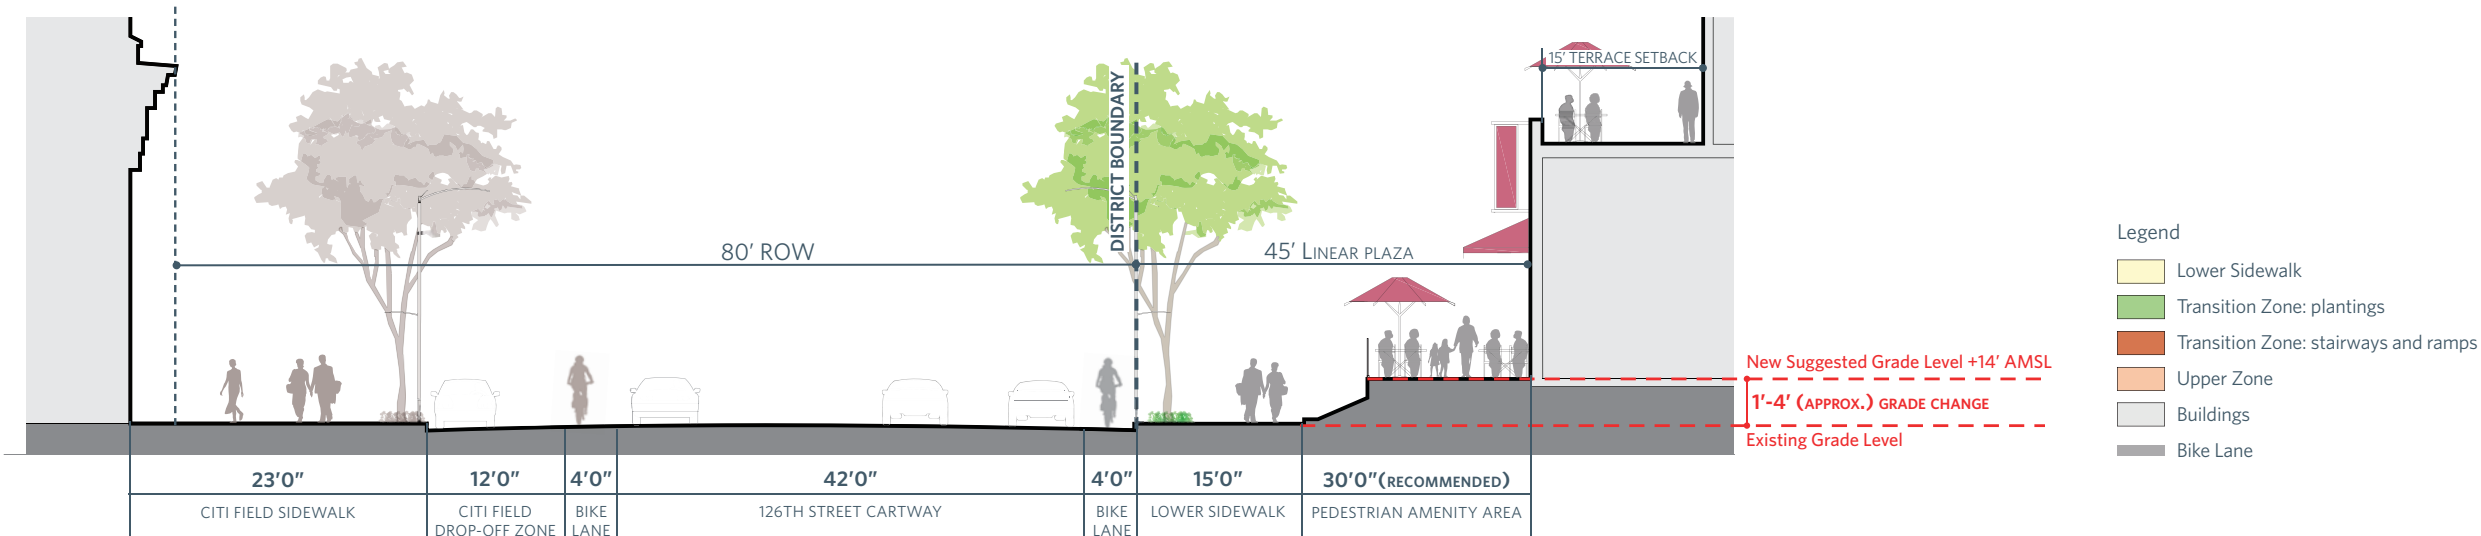 15' TERRACE SETBACK
DISTRICT BOUNDARY
80' ROW
45' LINEAR PLAZA
Legend
Lower Sidewalk
Transition Zone: plantings
Transition Zone: stairways and ramps
Upper Zone
Buildings
Bike Lane
New Suggested Grade Level +14' AMSL
1'-4' (APPROX.) GRADE CHANGE
Existing Grade Level
23'0"
CITI FIELD SIDEWALK
12'0"
CITI FIELD
DROP-OFF ZONE
4'0"
BIKE
LANE
42'0"
126TH STREET CARTWAY
4'0"
BIKE
LANE
15'0"
LOWER SIDEWALK
30'0"(RECOMMENDED)
PEDESTRIAN AMENITY AREA